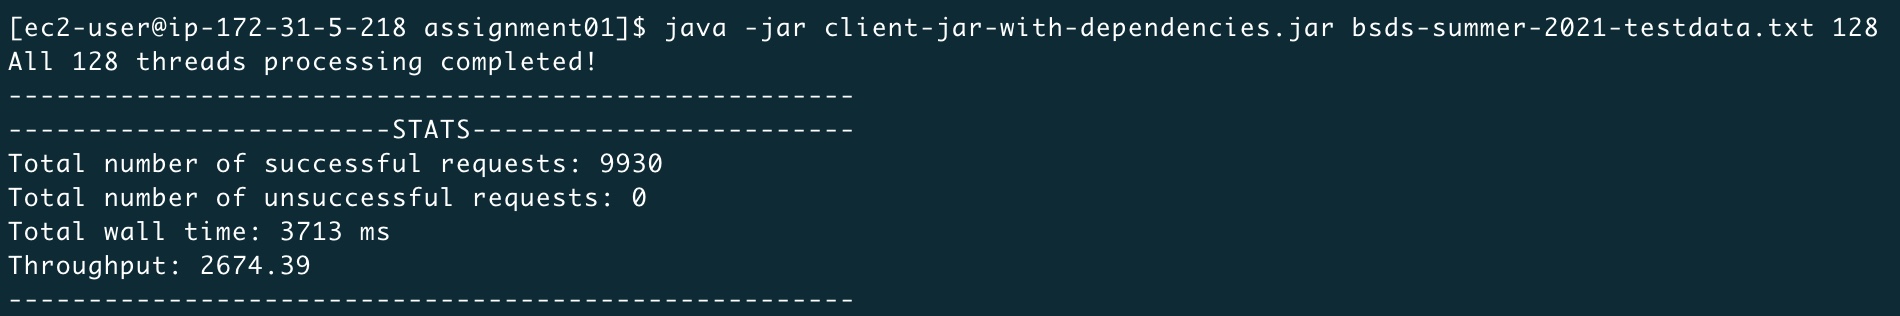 [ec2-user@ip-172-31-5-218 assignment01]$ java -jar client-jar-with-dependencies.jar bsds-summer-2021-testdata.txt 128
All 128 threads processing completed!
-----------------------------------------------------
------------------------STATS------------------------
Total number of successful requests: 9930
Total number of unsuccessful requests: 0
Total wall time: 3713 ms
Throughput: 2674.39
-----------------------------------------------------